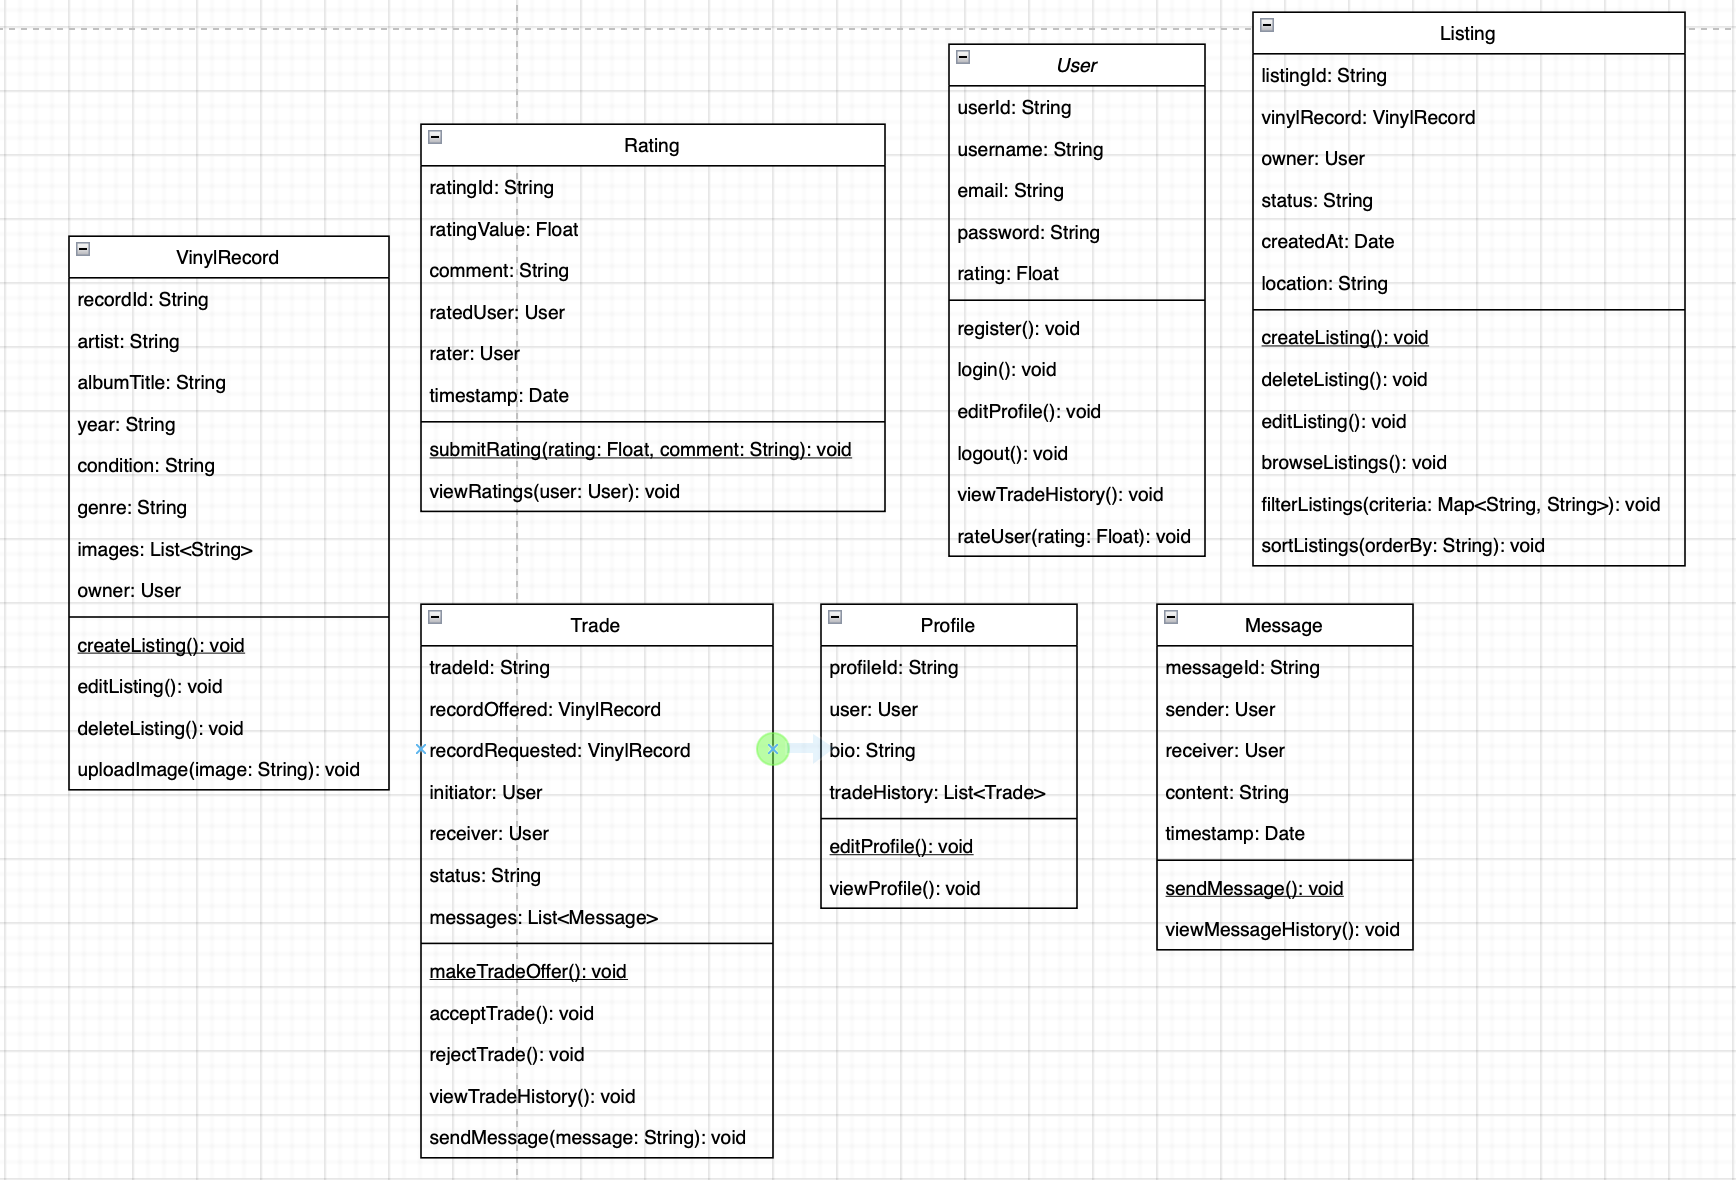 VinylRecord
recordId: String
artist: String
albumTitle: String
year: String
condition: String
genre: String
images: List<String>
owner: User
createListing(): void
editListing(): void
deleteListing(): void
uploadImage(image: String): void
Rating
ratingId: String
ratingValue: Float
comment: String
ratedUser: User
rater: User
timestamp: Date
submitRating(rating: Float, comment: String): void
viewRatings(user: User): void
User
userId: String
username: String
email: String
password: String
rating: Float
register(): void
login(): void
editProfile(): void
logout(): void
viewTradeHistory(): void
rateUser(rating: Float): void
Listing
listingId: String
vinylRecord: VinylRecord
owner: User
status: String
createdAt: Date
location: String
createListing(): void
deleteListing(): void
editListing(): void
browseListings(): void
filterListings(criteria: Map<String, String>): void
sortListings(orderBy: String): void
Trade
tradeId: String
recordOffered: VinylRecord
recordRequested: VinylRecord
initiator: User
receiver: User
status: String
messages: List<Message>
makeTradeOffer(): void
acceptTrade(): void
rejectTrade(): void
viewTradeHistory(): void
sendMessage(message: String): void
Profile
profileId: String
user: User
bio: String
tradeHistory: List<Trade>
editProfile(): void
viewProfile(): void
Message
messageId: String
sender: User
receiver: User
content: String
timestamp: Date
sendMessage(): void
viewMessageHistory(): void